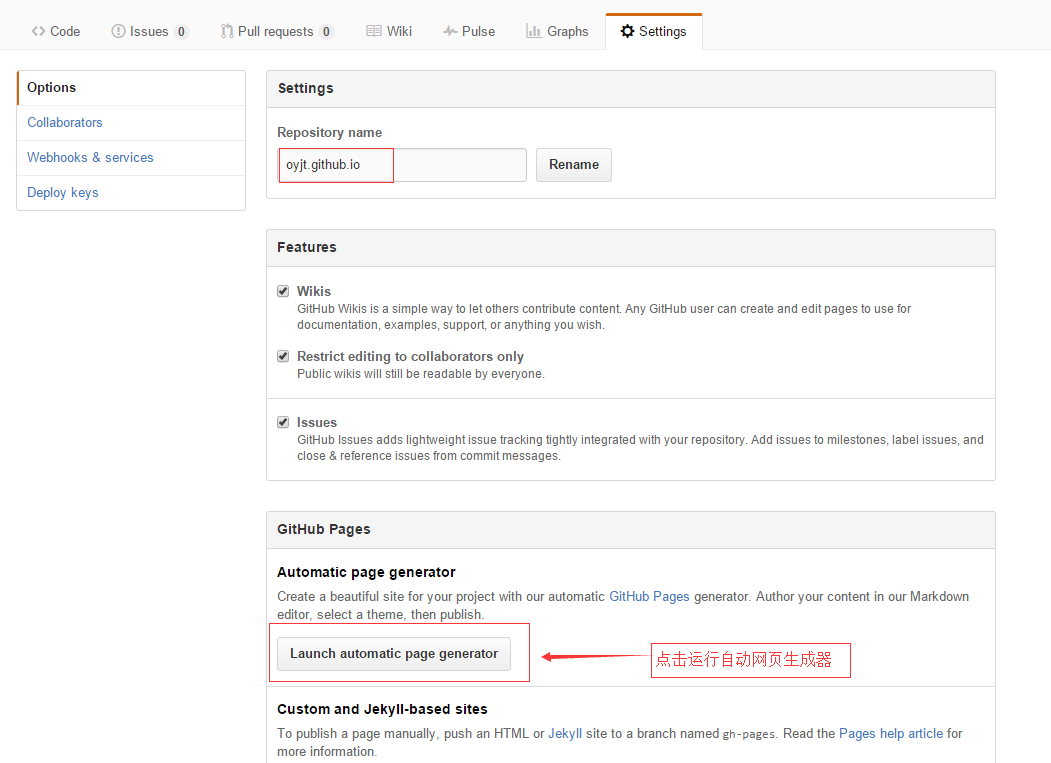 Code Issues 0 Pull requests 0 Wiki Pulse Graphs Settings
Options
Collaborators
Webhooks & services
Deploy keys
Settings
Repository name
oyjt.github.io Rename
Features
Wikis
GitHub Wikis is a simple way to let others contribute content. Any GitHub user can create and edit pages to use for
documentation, examples, support, or anything you wish.
Restrict editing to collaborators only
Public wikis will still be readable by everyone.
Issues
GitHub Issues adds lightweight issue tracking tightly integrated with your repository. Add issues to milestones, label issues, and
close & reference issues from commit messages.
GitHub Pages
Automatic page generator
Create a beautiful site for your project with our automatic GitHub Pages generator. Author your content in our Markdown
editor, select a theme, then publish.
Launch automatic page generator 点击运行自动网页生成器
Custom and Jekyll-based sites
To publish a page manually, push an HTML or Jekyll site to a branch named gh-pages. Read the Pages help article for
more information.